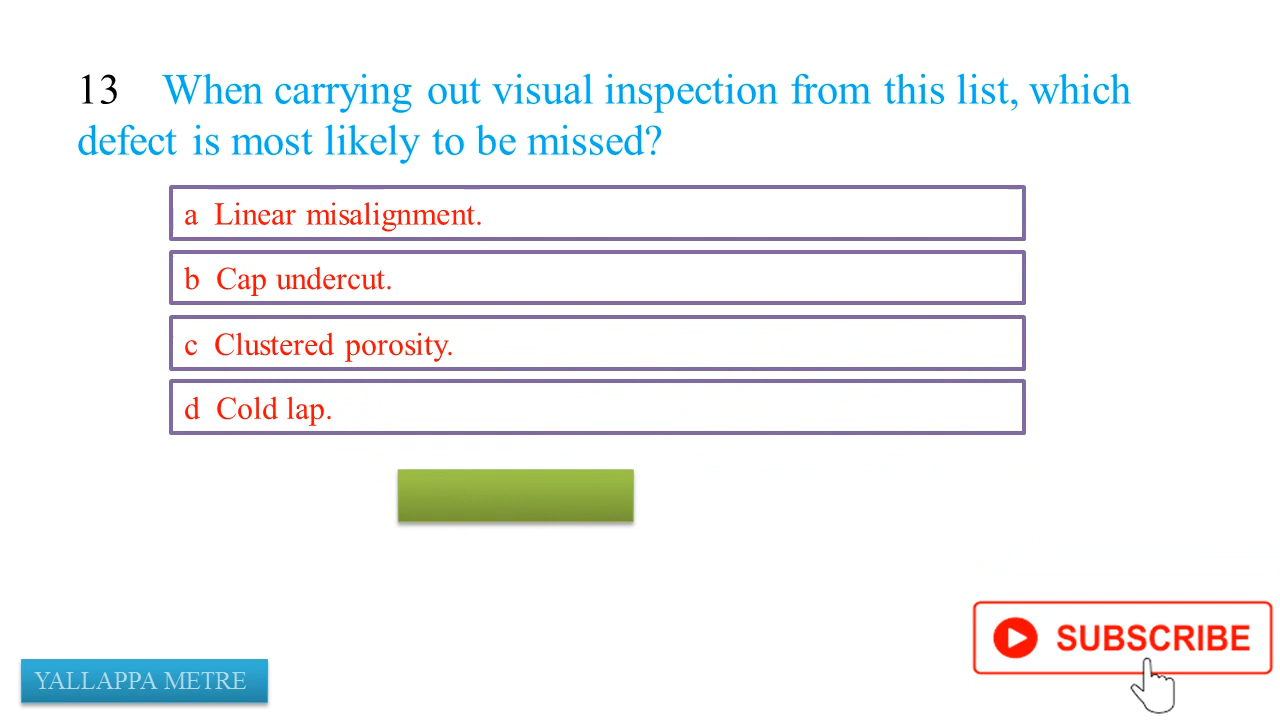 13 When carrying out visual inspection from this list, which
defect is most likely to be missed?
a Linear misalignment.
b Cap undercut.
c Clustered porosity.
d Cold lap.
SUBSCRIBE
YALLAPPA METRE